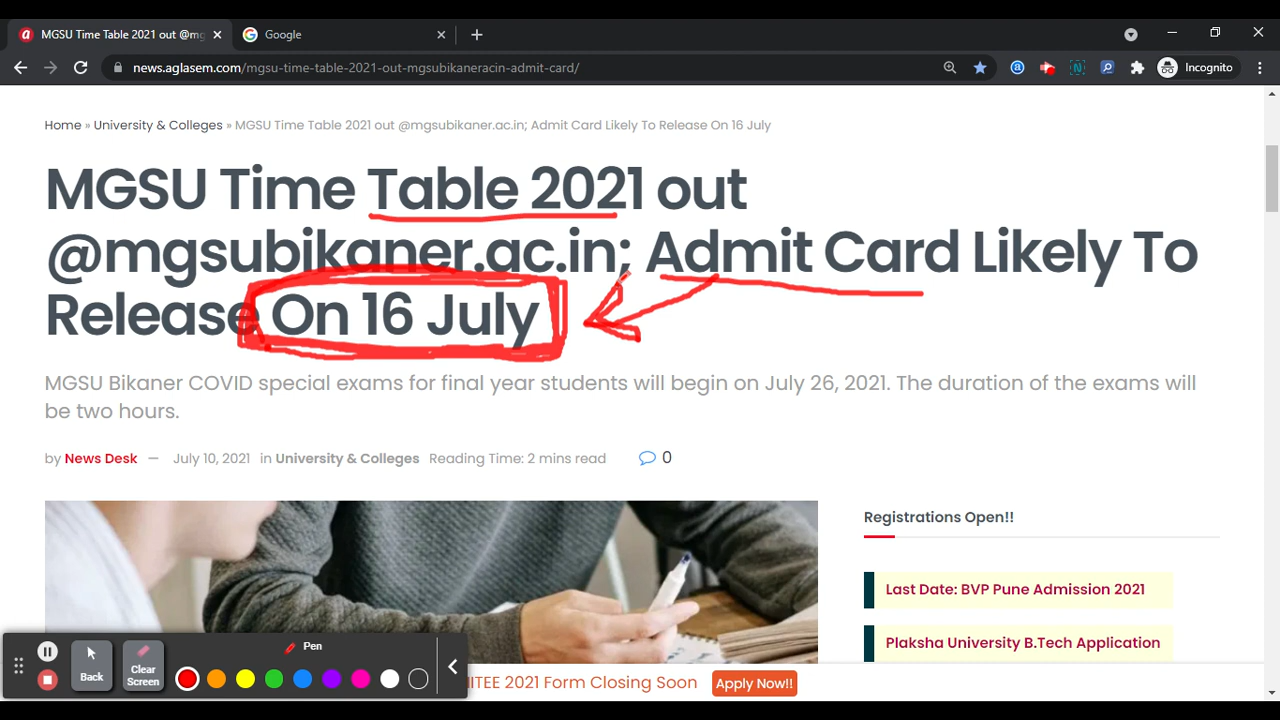 MGSU Time Table 2021 out @mg
Google
news.aglasem.com/mgsu-time-table-2021-out-mgsubikaneracin-admit-card/
Incognito
Home » University & Colleges » MGSU Time Table 2021 out @mgsubikaner.ac.in; Admit Card Likely To Release On 16 July
MGSU Time Table 2021 out
@mgsubikaner.ac.in; Admit Card Likely To
Release On 16 July
MGSU Bikaner COVID special exams for final year students will begin on July 26, 2021. The duration of the exams will
be two hours.
by News Desk — July 10, 2021 in University & Colleges Reading Time: 2 mins read 0
Registrations Open!!
Last Date: BVP Pune Admission 2021
Plaksha University B.Tech Application
Pen
Back
Clear
Screen
ITEE 2021 Form Closing Soon
Apply Now!!